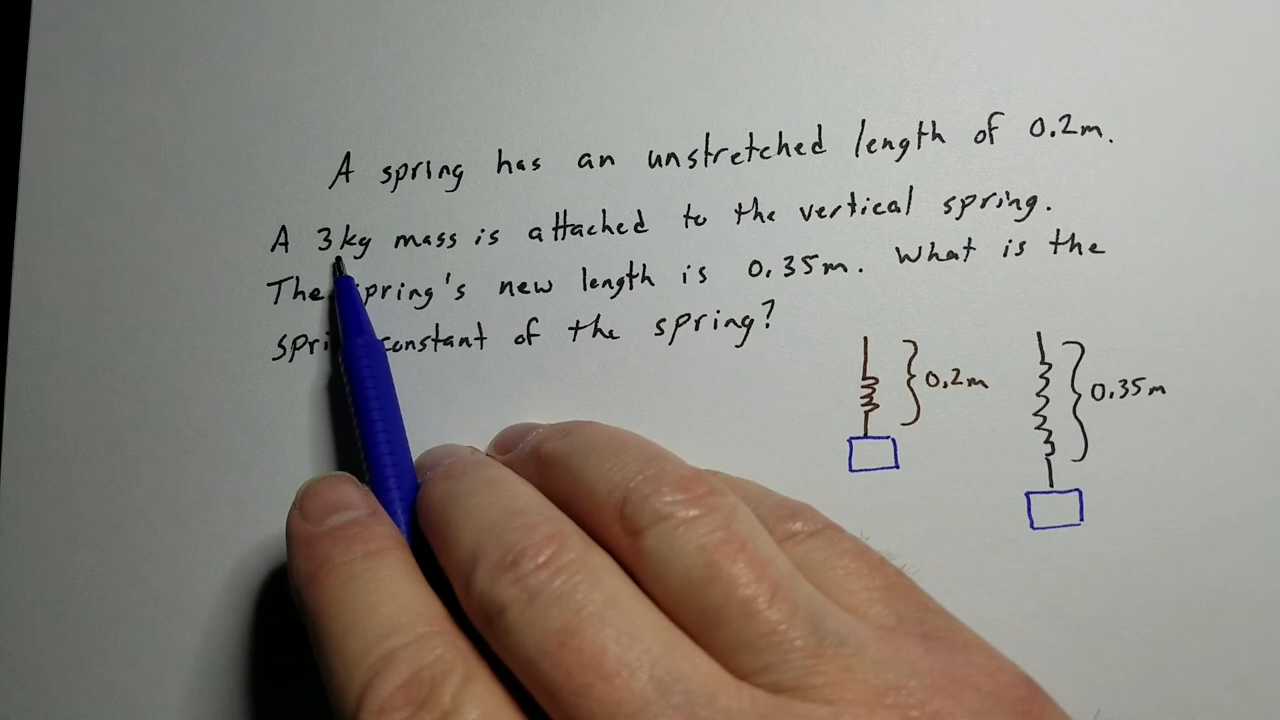 A spring has an unstretched length of 0.2m.
A 3kg mass is attached to the vertical spring.
The spring's new length is 0.35m. What is the
constant of the spring?
0.2m
0.35m